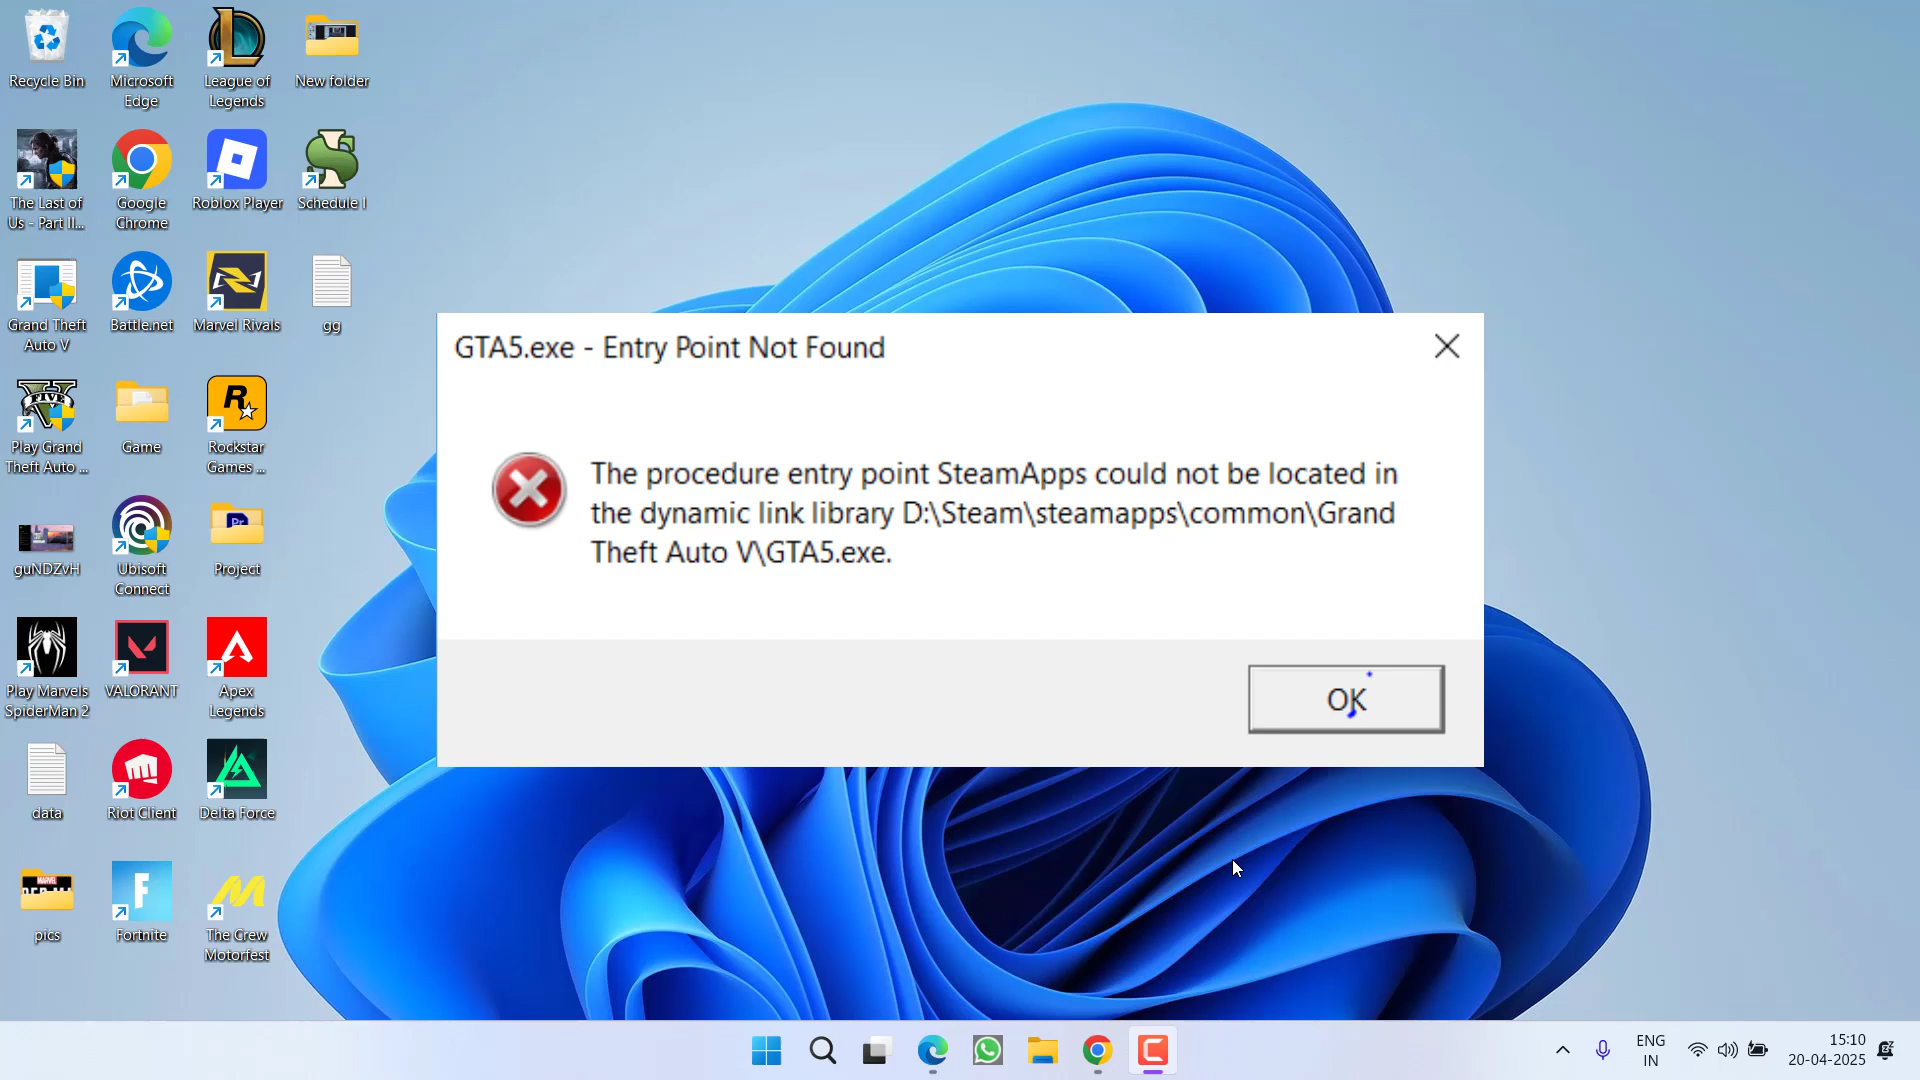 Recycle Bin
Microsoft
Edge
League of
Legends
New folder
The Last of
Us - Part II...
Google
Chrome
Roblox Player
Schedule I
Grand Theft
Auto V
Battle.net
Marvel Rivals
gg
FIVE
Play Grand
Theft Auto ...
Game
R
Rockstar
Games ...
guNDZvH
Ubisoft
Connect
Pr
Project
Play Marvels
SpiderMan 2
VALORANT
Apex
Legends
data
Riot Client
Delta Force
MARVEL
pics
F
Fortnite
The Crew
Motorfest
GTA5.exe - Entry Point Not Found
The procedure entry point SteamApps could not be located in
the dynamic link library D:\Steam\steamapps\common\Grand
Theft Auto V\GTA5.exe.
OK
ENG
IN
15:10
20-04-2025